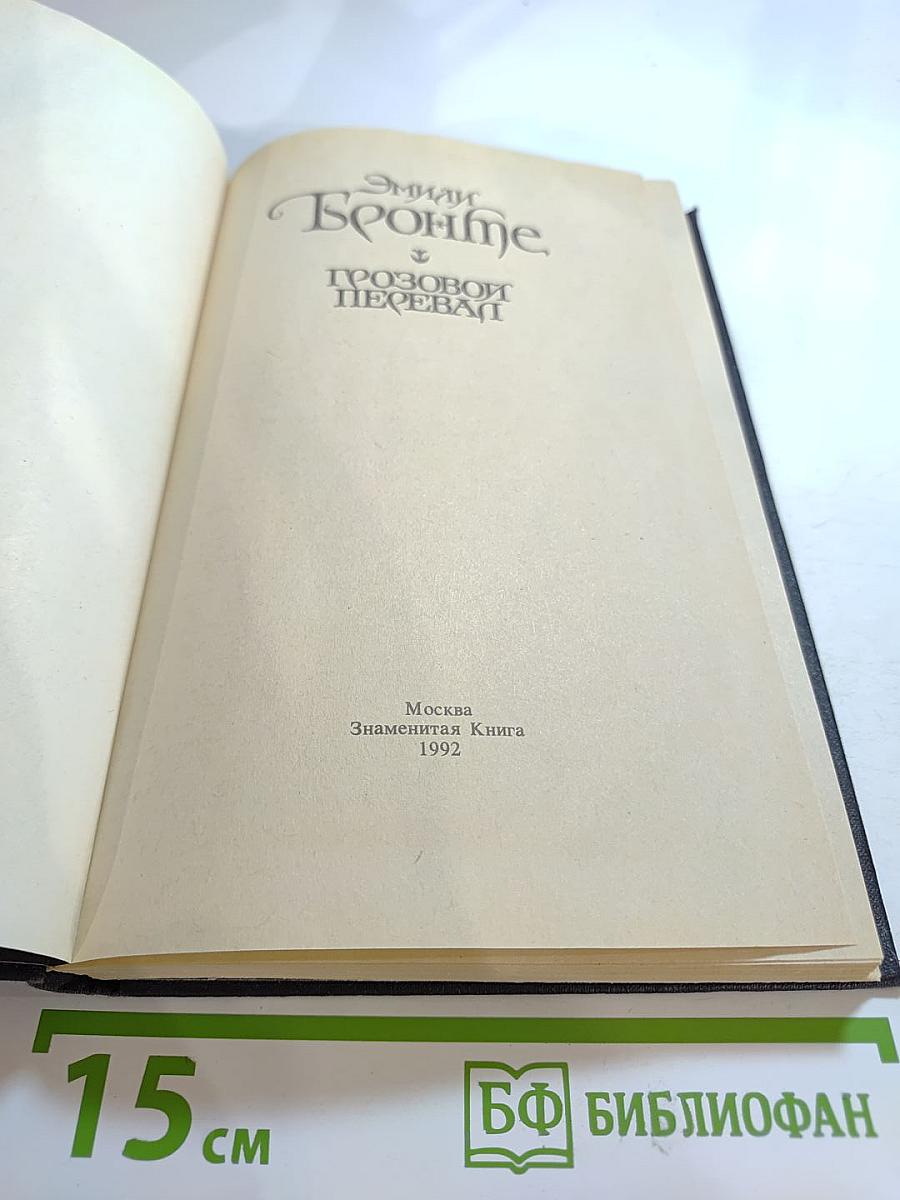 Эмили
Бронте
Грозовой
перевал
Москва
Знаменитая Книга
1992
15 см
БФ БИБЛИОФАН